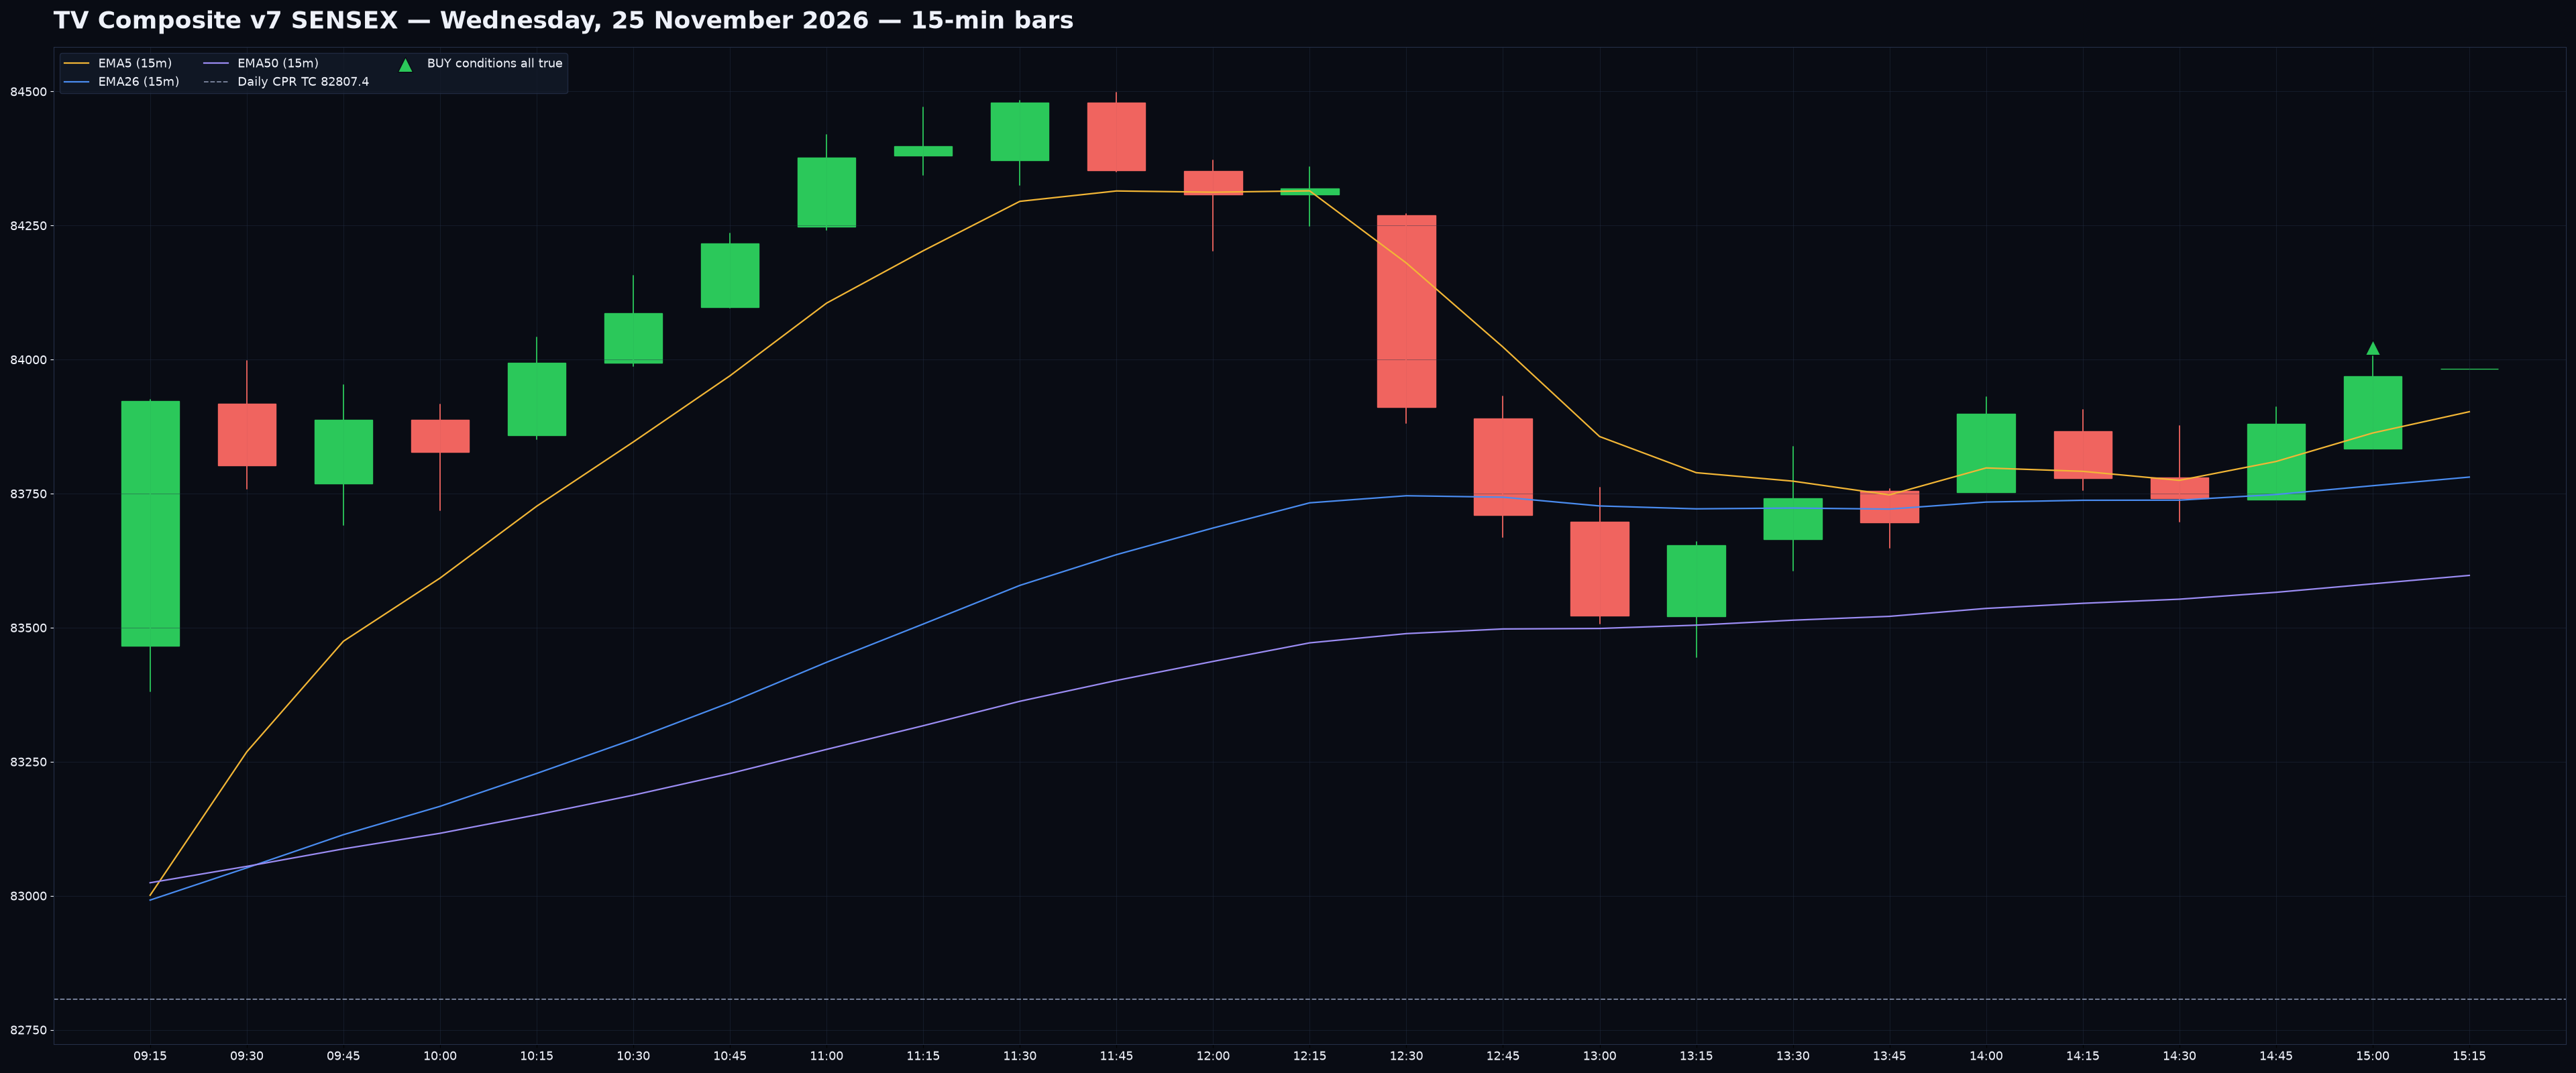 TV Composite v7 SENSEX — Wednesday, 25 November 2026 — 15-min bars
EMA5 (15m)
EMA26 (15m)
EMA50 (15m)
Daily CPR TC 82807.4
BUY conditions all true
84500
84250
84000
83750
83500
83250
83000
82750
09:15 09:30 09:45 10:00 10:15 10:30 10:45 11:00 11:15 11:30 11:45 12:00 12:15 12:30 12:45 13:00 13:15 13:30 13:45 14:00 14:15 14:30 14:45 15:00 15:15